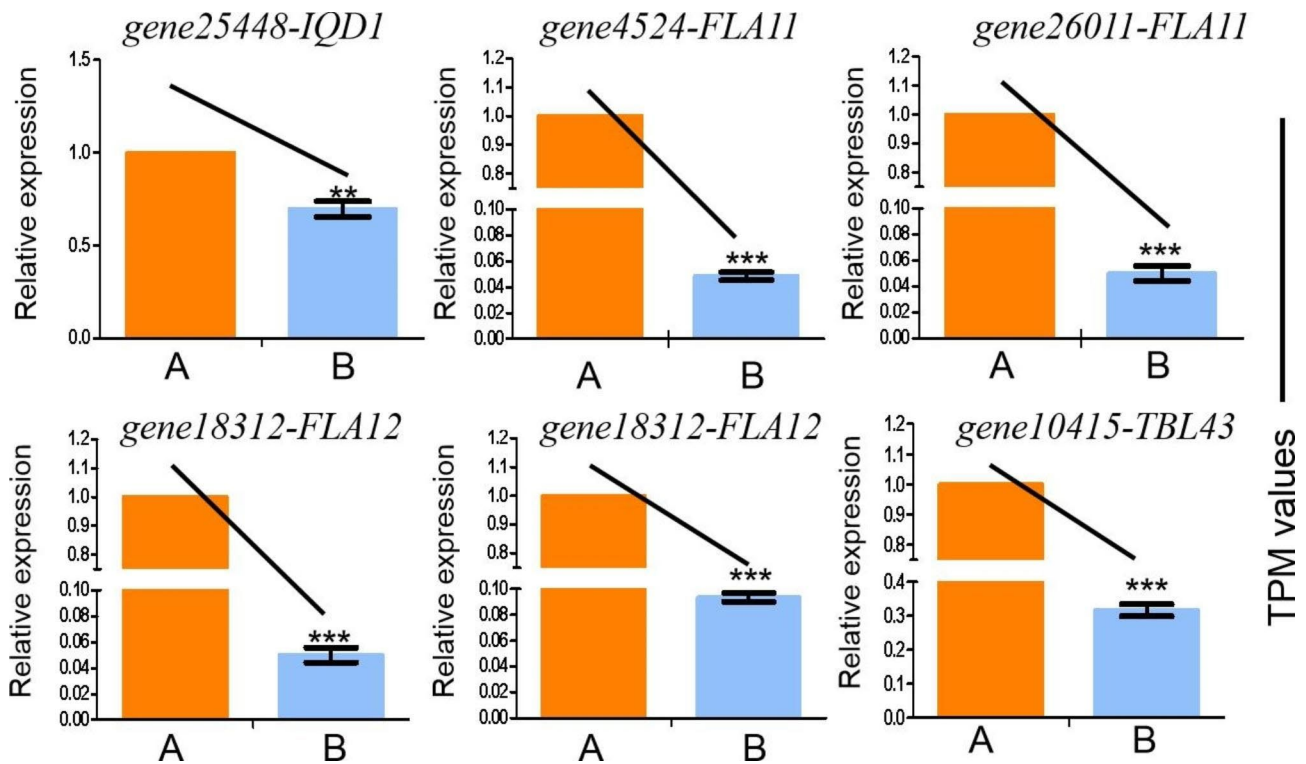 gene25448-IQD1
Relative expression
1.5
1.0
0.5
0.0
**
A
B
gene4524-FLA11
Relative expression
1.2
1.1
1.0
0.9
0.8
0.10
0.08
0.06
0.04
0.02
0.00
***
A
B
gene26011-FLA11
Relative expression
1.2
1.1
1.0
0.9
0.8
0.10
0.08
0.06
0.04
0.02
0.00
***
A
B
gene18312-FLA12
Relative expression
1.2
1.1
1.0
0.9
0.8
0.10
0.08
0.06
0.04
0.02
0.00
***
A
B
gene18312-FLA12
Relative expression
1.2
1.1
1.0
0.9
0.8
0.10
0.08
0.06
0.04
0.02
0.00
***
A
B
gene10415-TBL43
Relative expression
1.2
1.1
1.0
0.9
0.8
0.4
0.3
0.2
0.1
0.0
***
A
B
TPM values